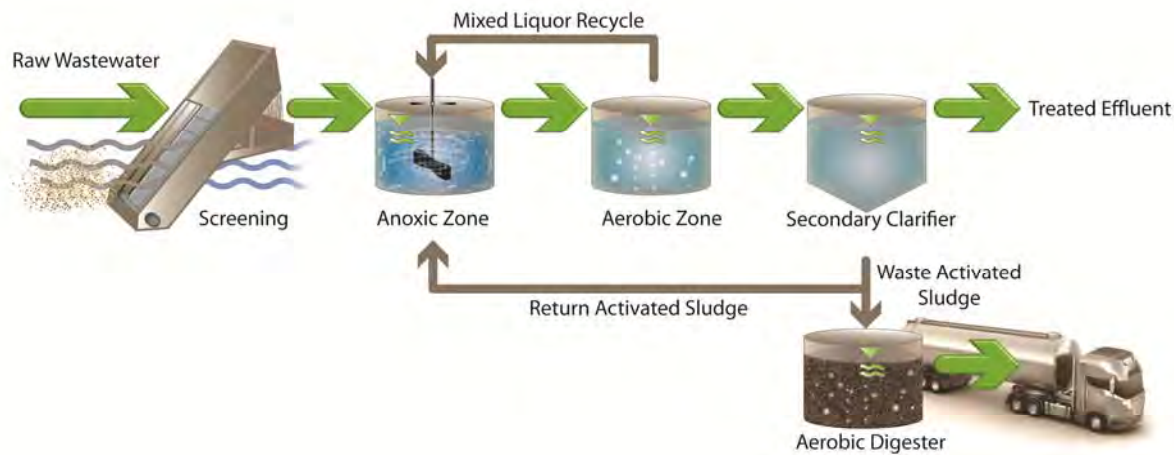 Mixed Liquor Recycle
Raw Wastewater
Treated Effluent
Screening
Anoxic Zone
Aerobic Zone
Secondary Clarifier
Return Activated Sludge
Waste Activated
Sludge
Aerobic Digester